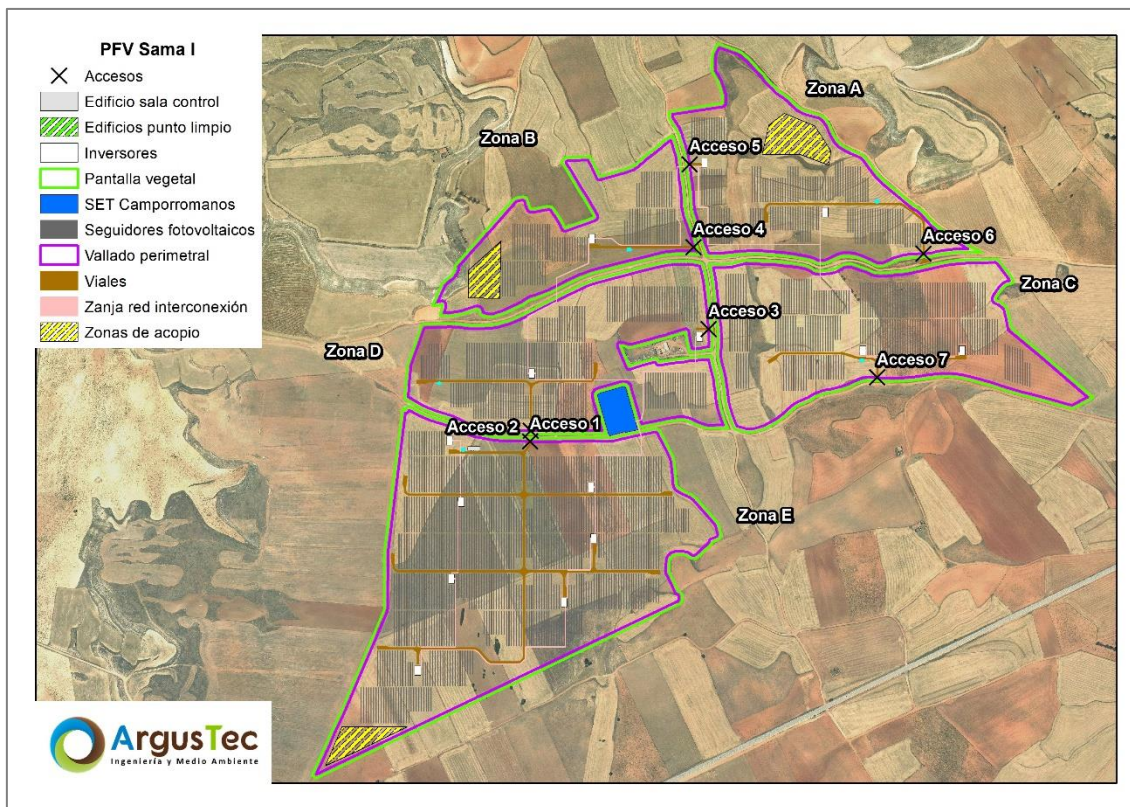 PFV Sama I
Accesos
Edificio sala control
Edificios punto limpio
Inversores
Pantalla vegetal
SET Camporromanos
Seguidores fotovoltaicos
Vallado perimetral
Viales
Zanja red interconexión
Zonas de acopio
Zona A
Zona B
Acceso 5
Acceso 4
Acceso 6
Zona C
Acceso 3
Zona D
Acceso 7
Acceso 2
Acceso 1
Zona E
ArgusTec
Ingeniería y Medio Ambiente